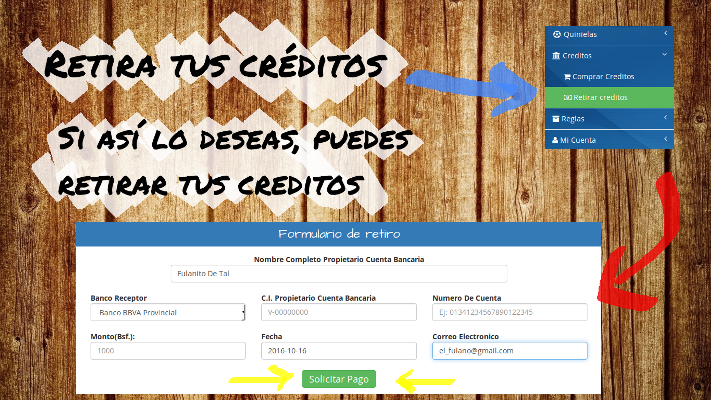 Retira tus créditos
Si así lo deseas, puedes
retirar tus creditos
Quinielas
Creditos
Comprar Creditos
Retirar creditos
Reglas
Mi Cuenta
Formulario de retiro
Nombre Completo Propietario Cuenta Bancaria
Fulanito De Tal
Banco Receptor
C.I. Propietario Cuenta Bancaria
Numero De Cuenta
Banco BBVA Provincial
V-00000000
Ej: 01341234567890122345
Monto(Bsf.):
Fecha
Correo Electronico
1000
2016-10-16
el_fulano@gmail.com
Solicitar Pago